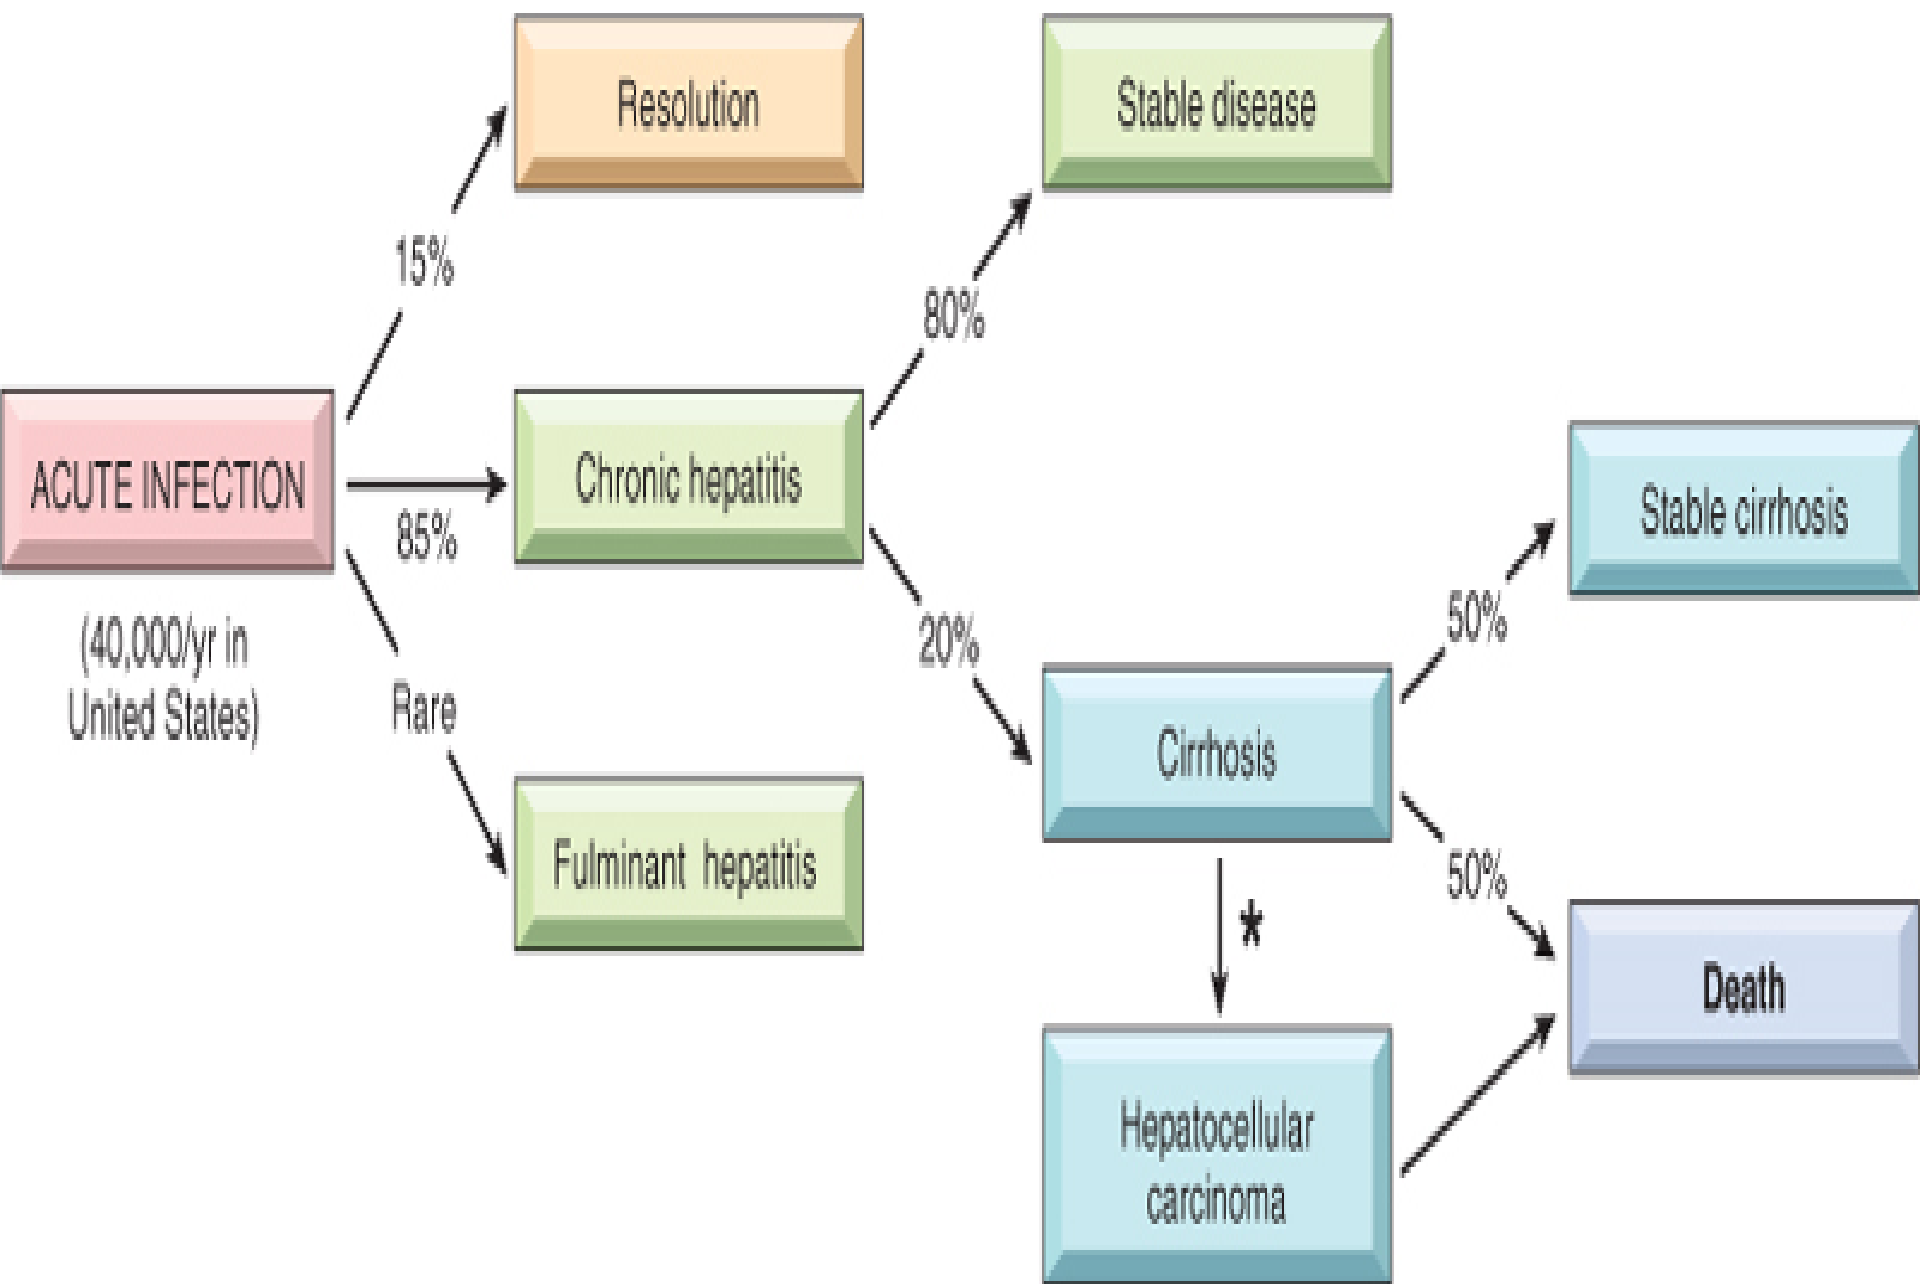 Resolution
Stable disease
15%
80%
ACUTE INFECTION
85%
Chronic hepatitis
Stable cirrhosis
(40,000/yr in
United States)
Rare
20%
50%
Cirrhosis
Fulminant hepatitis
50%
*
Death
Hepatocellular
carcinoma